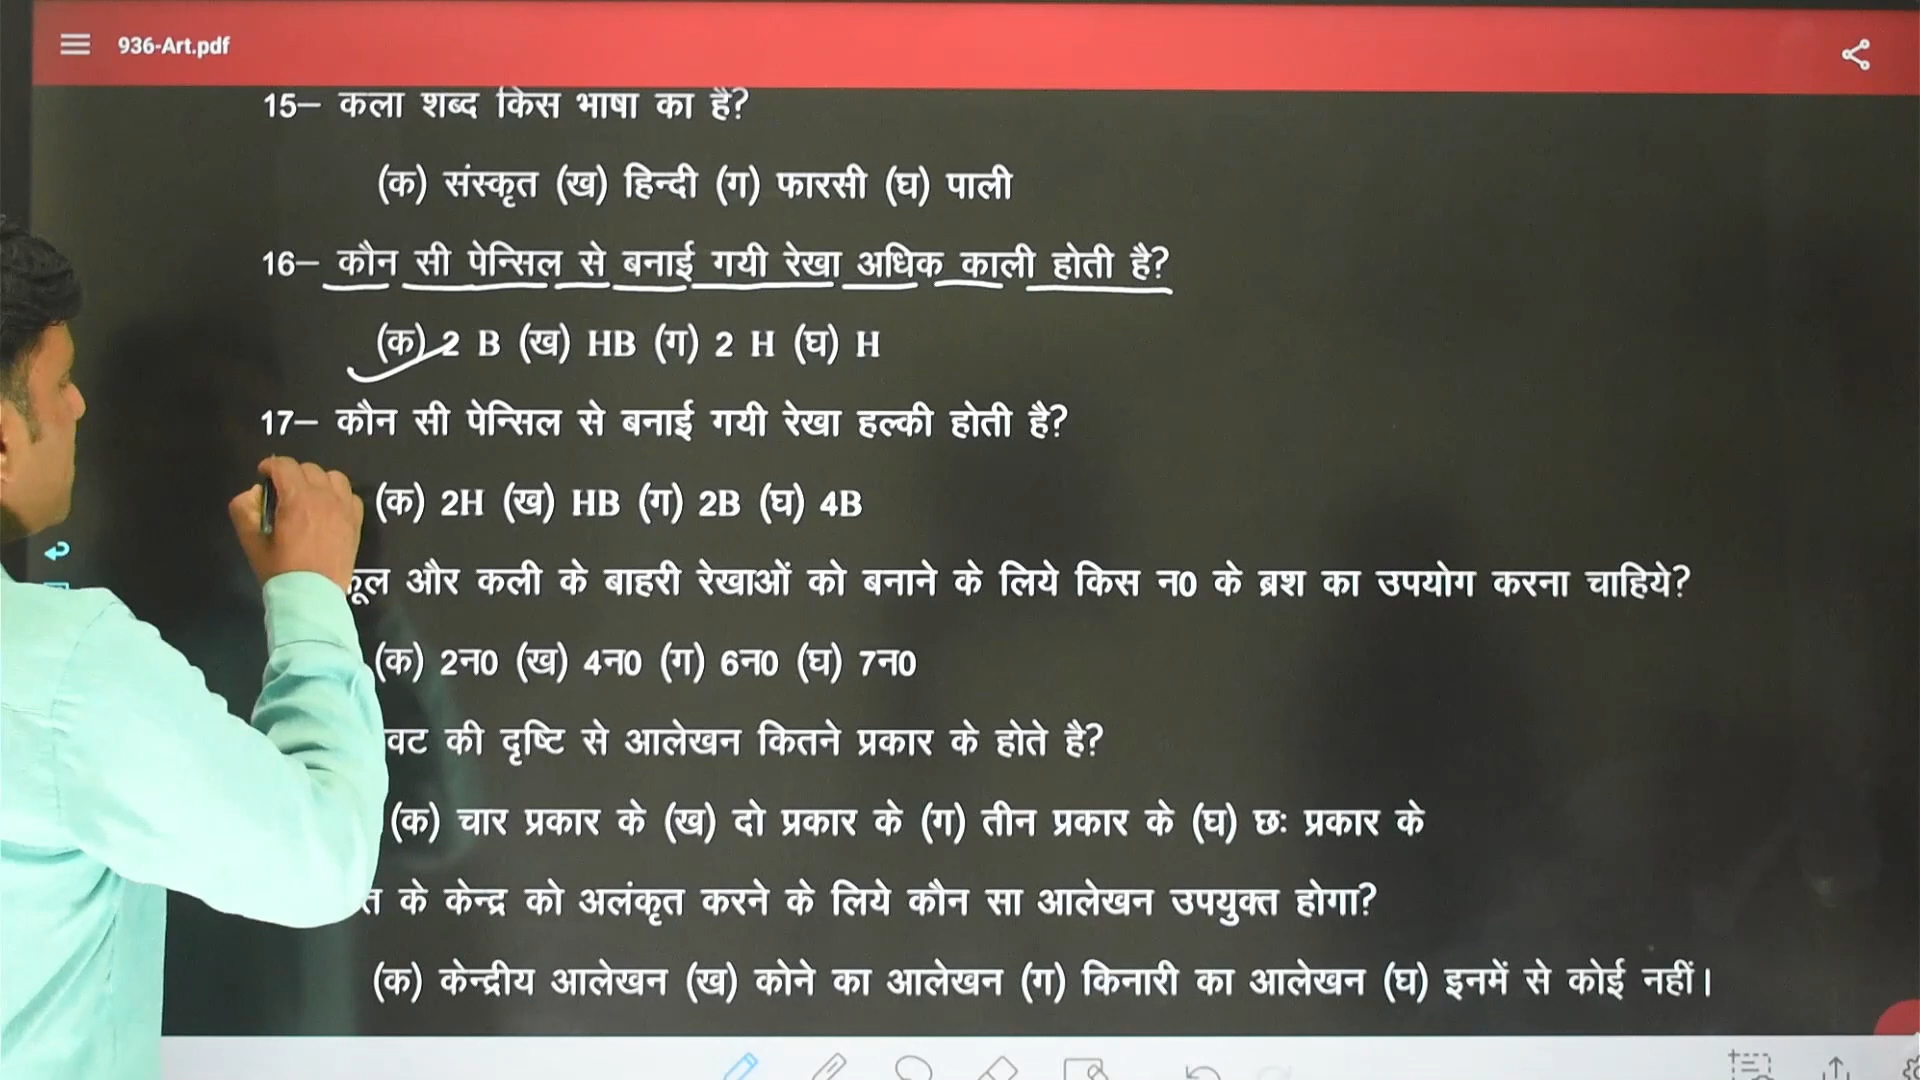 936-Art.pdf
15– कला शब्द किस भाषा का है?
(क) संस्कृत (ख) हिन्दी (ग) फारसी (घ) पाली
16– कौन सी पेन्सिल से बनाई गयी रेखा अधिक काली होती है?
(क) 2 B (ख) HB (ग) 2 H (घ) H
17– कौन सी पेन्सिल से बनाई गयी रेखा हल्की होती है?
(क) 2H (ख) HB (ग) 2B (घ) 4B
और कली के बाहरी रेखाओं को बनाने के लिये किस न0 के ब्रश का उपयोग करना चाहिये?
(क) 2न0 (ख) 4न0 (ग) 6न0 (घ) 7न0
की दृष्टि से आलेखन कितने प्रकार के होते है?
(क) चार प्रकार के (ख) दो प्रकार के (ग) तीन प्रकार के (घ) छः प्रकार के
के केन्द्र को अलंकृत करने के लिये कौन सा आलेखन उपयुक्त होगा?
(क) केन्द्रीय आलेखन (ख) कोने का आलेखन (ग) किनारी का आलेखन (घ) इनमें से कोई नहीं।